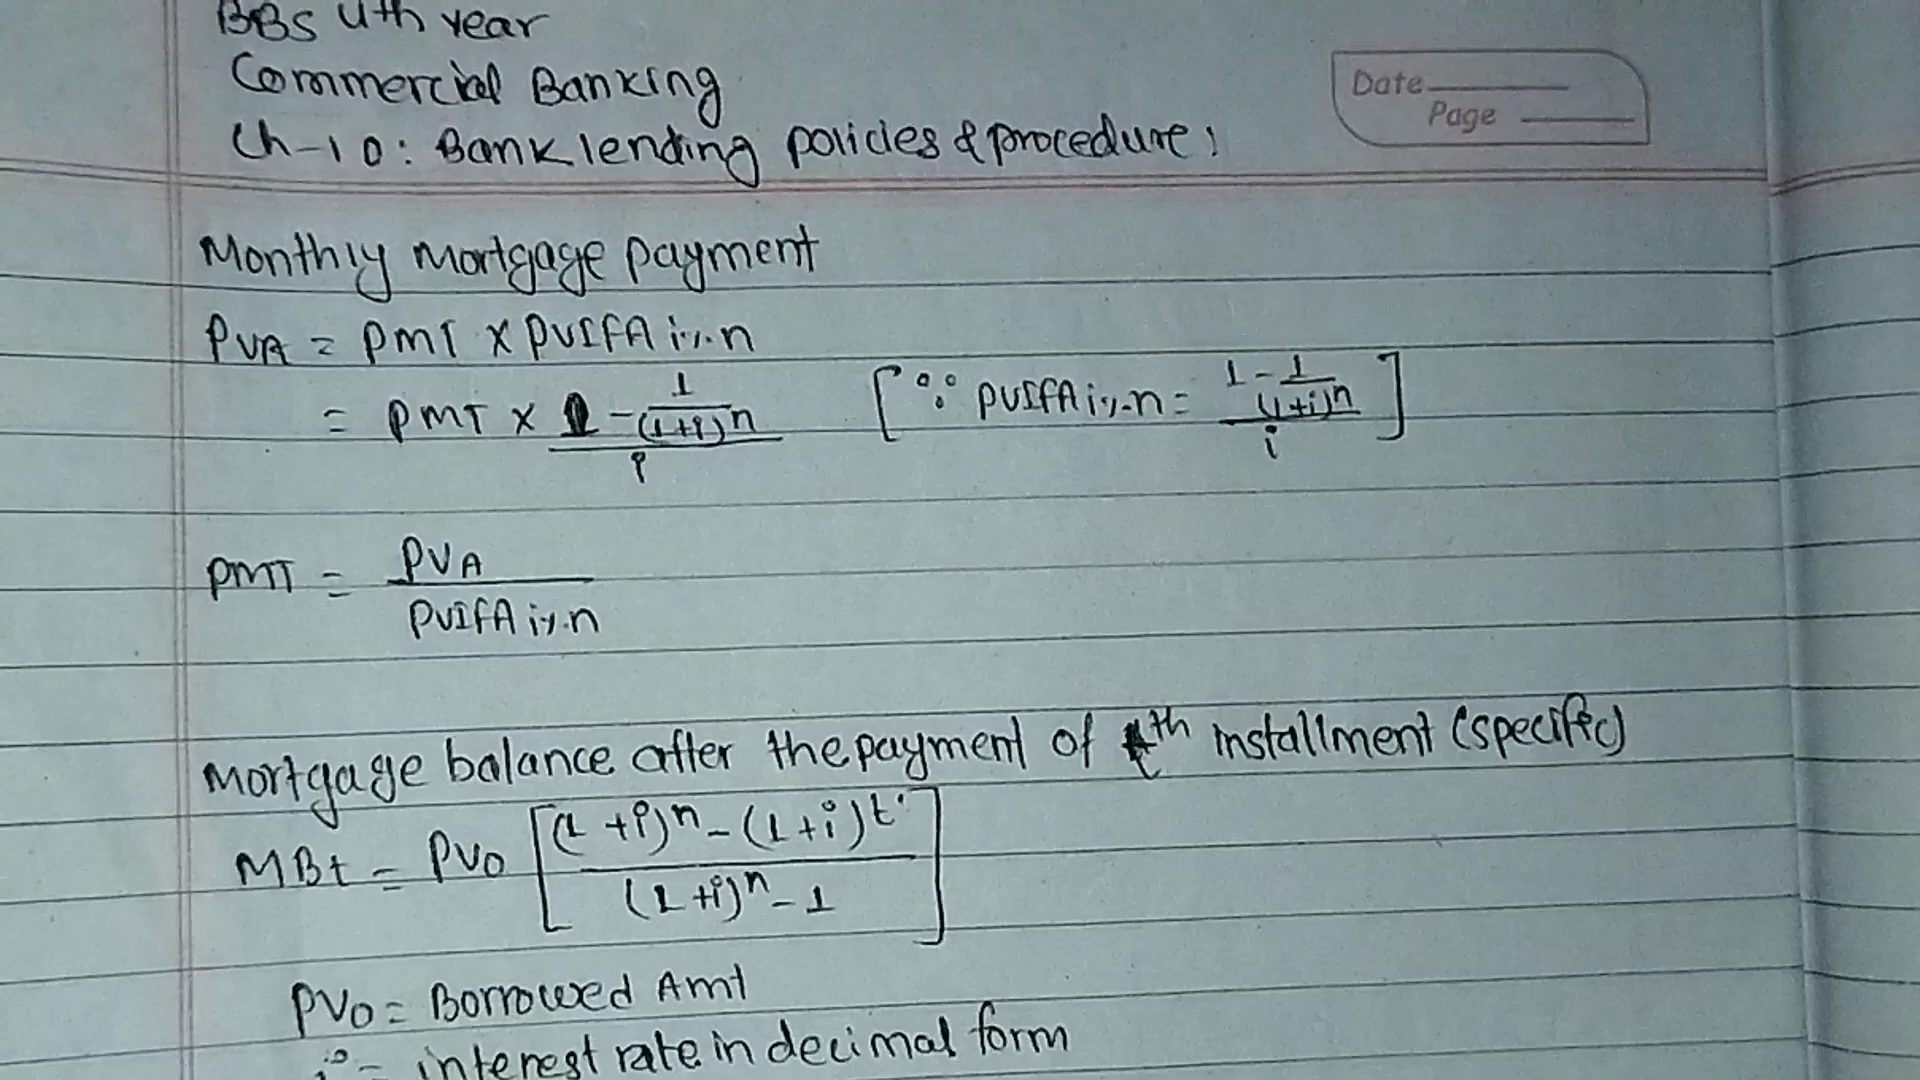 BBS 4th year
Commercial Banking
Ch-10: Bank lending policies & procedure:
Date
Page
Monthly Mortgage payment
PVA = PMT x PVIFA i%.n
= PMT x 1 - 1/(1+i)n / i [∵ PVIFA i%.n = 1 - 1/(1+i)n / i]
PMT = PVA / PVIFA i%.n
Mortgage balance after the payment of tth installment (specific)
MBt = PVo [(1+i)n - (1+i)t / (1+i)n - 1]
PVo = Borrowed Amt
i = interest rate in decimal form